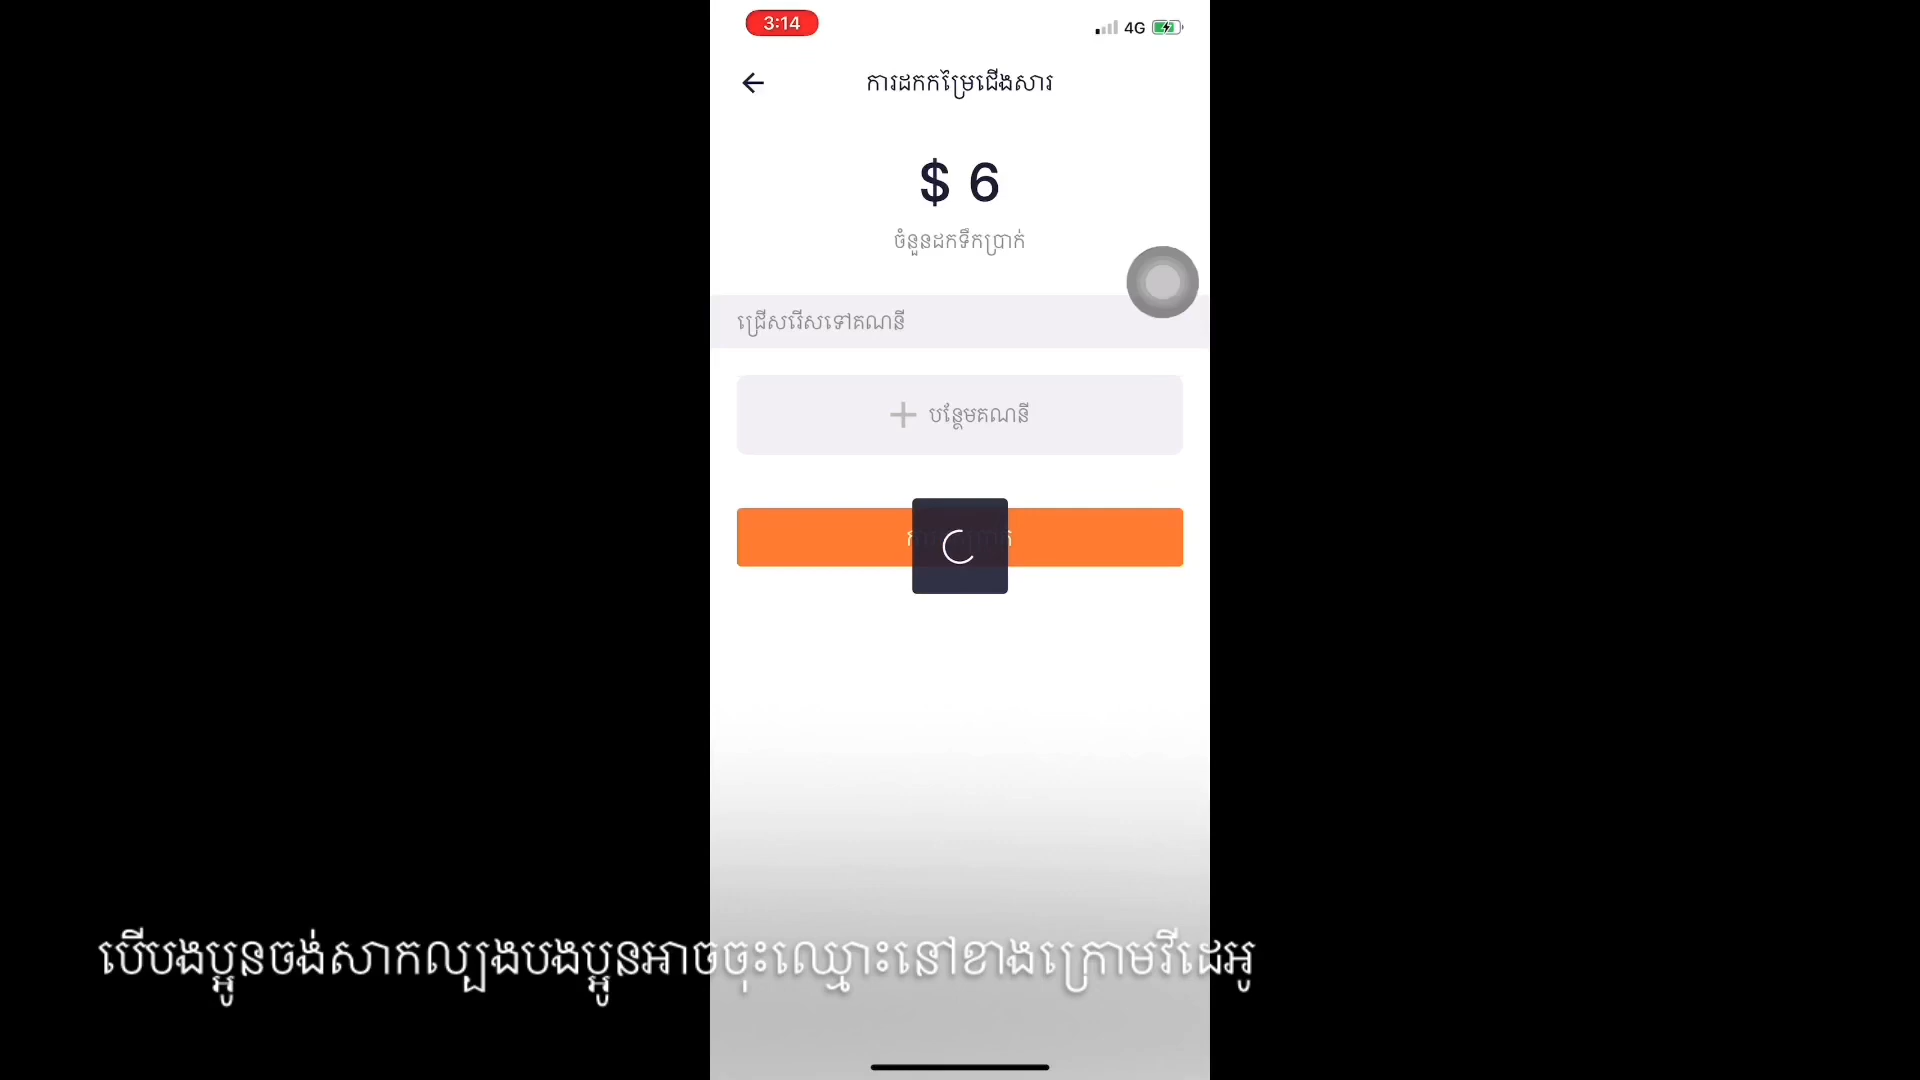 3:14
4G
ការដកកម្រៃជើងសារ
$ 6
ចំនួនដកទឹកប្រាក់
ជ្រើសរើសទៅគណនី
បន្ថែមគណនី
បើបងប្អូនចង់សាកល្បងបងប្អូនអាចចុះឈ្មោះនៅខាងក្រោមវីដេអូ